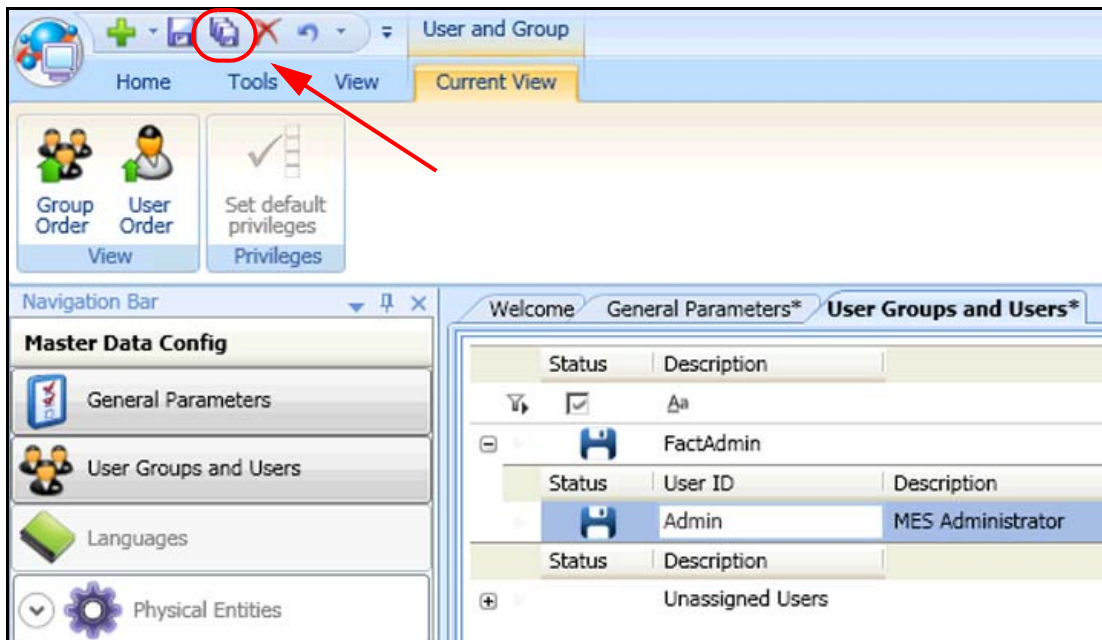 User and Group
Home Tools View Current View
Group Order
User Order
Set default privileges
View
Privileges
Navigation Bar
Master Data Config
General Parameters
User Groups and Users
Languages
Physical Entities
Welcome General Parameters* User Groups and Users*
Status Description
Aa
FactAdmin
Status User ID Description
Admin MES Administrator
Status Description
Unassigned Users